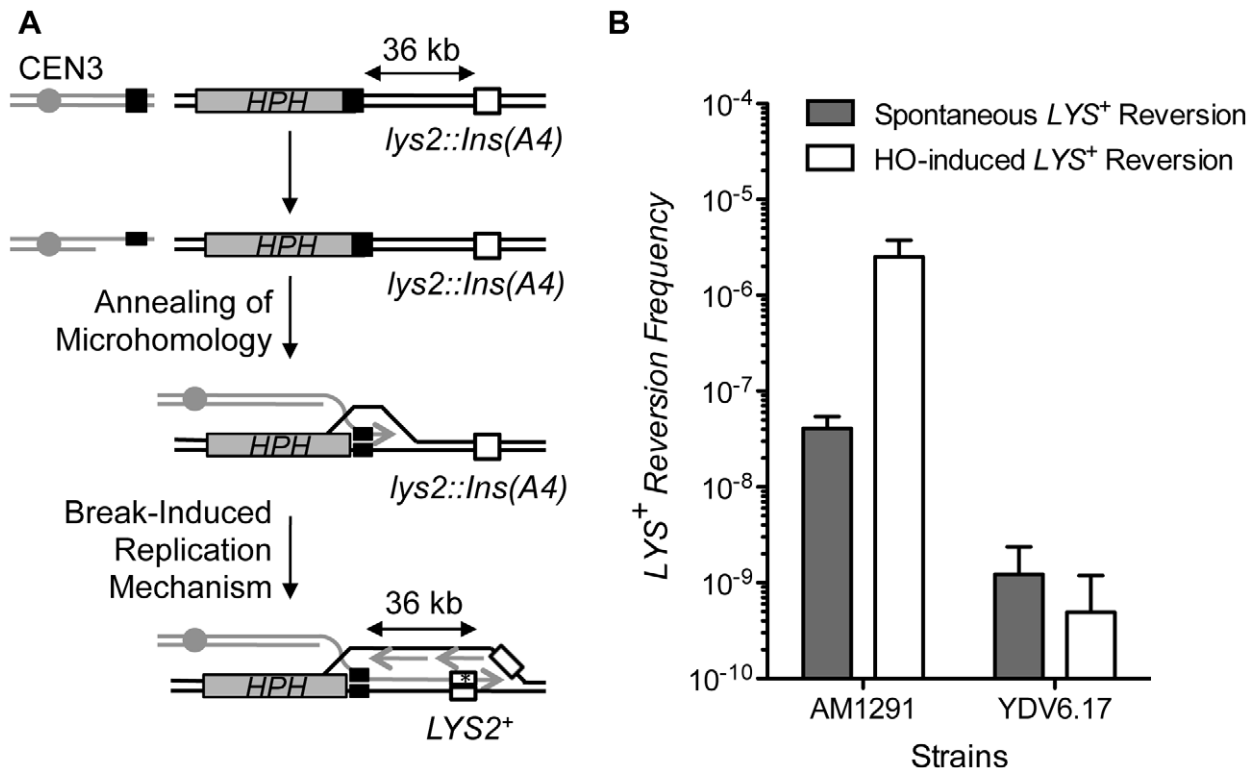 A
CEN3
36 kb
HPH
lys2::Ins(A4)
HPH
lys2::Ins(A4)
Annealing of
Microhomology
HPH
lys2::Ins(A4)
Break-Induced
Replication
Mechanism
36 kb
HPH
*
LYS2+
B
Spontaneous LYS+ Reversion
HO-induced LYS+ Reversion
LYS+ Reversion Frequency
10-4
10-5
10-6
10-7
10-8
10-9
10-10
AM1291
YDV6.17
Strains